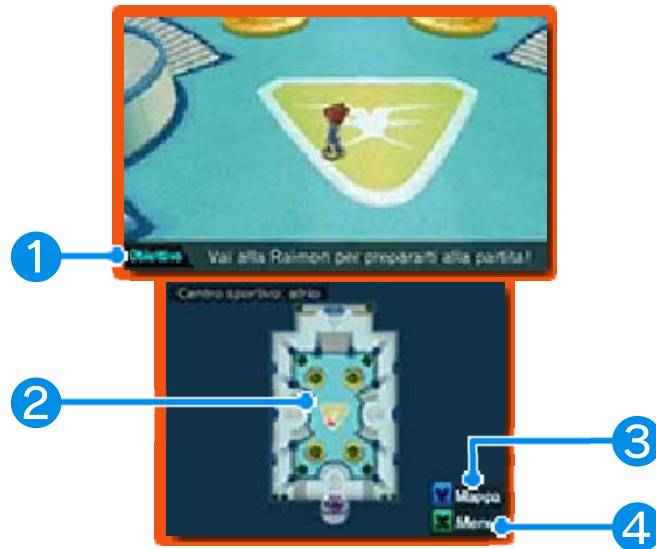 1
Obiettivo Vai alla Raimon per prepararti alla partita!
Centro sportivo: atrio
2
3
Y Mappa
X Menu
4